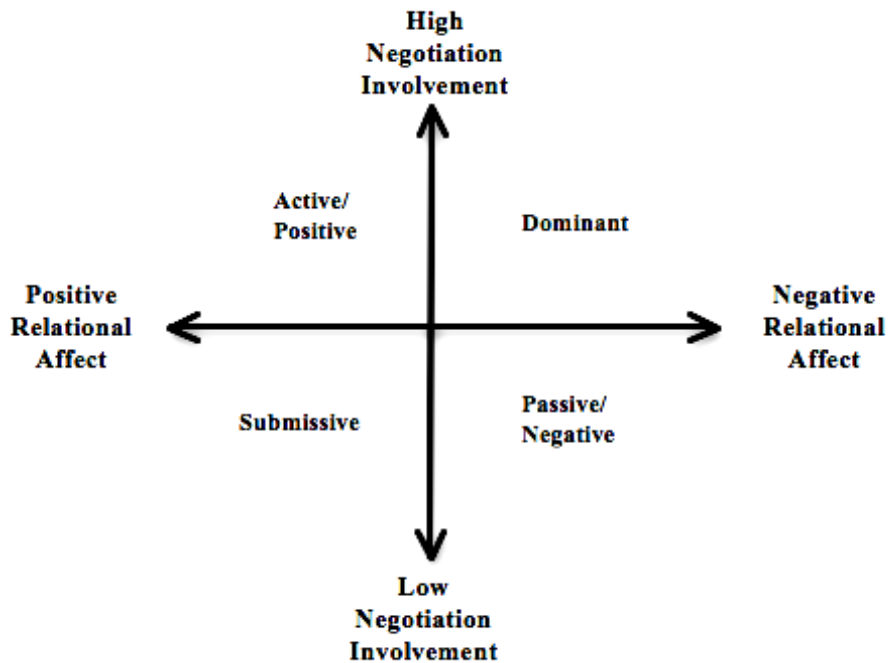 High
Negotiation
Involvement
Active/
Positive
Dominant
Positive
Relational
Affect
Negative
Relational
Affect
Submissive
Passive/
Negative
Low
Negotiation
Involvement